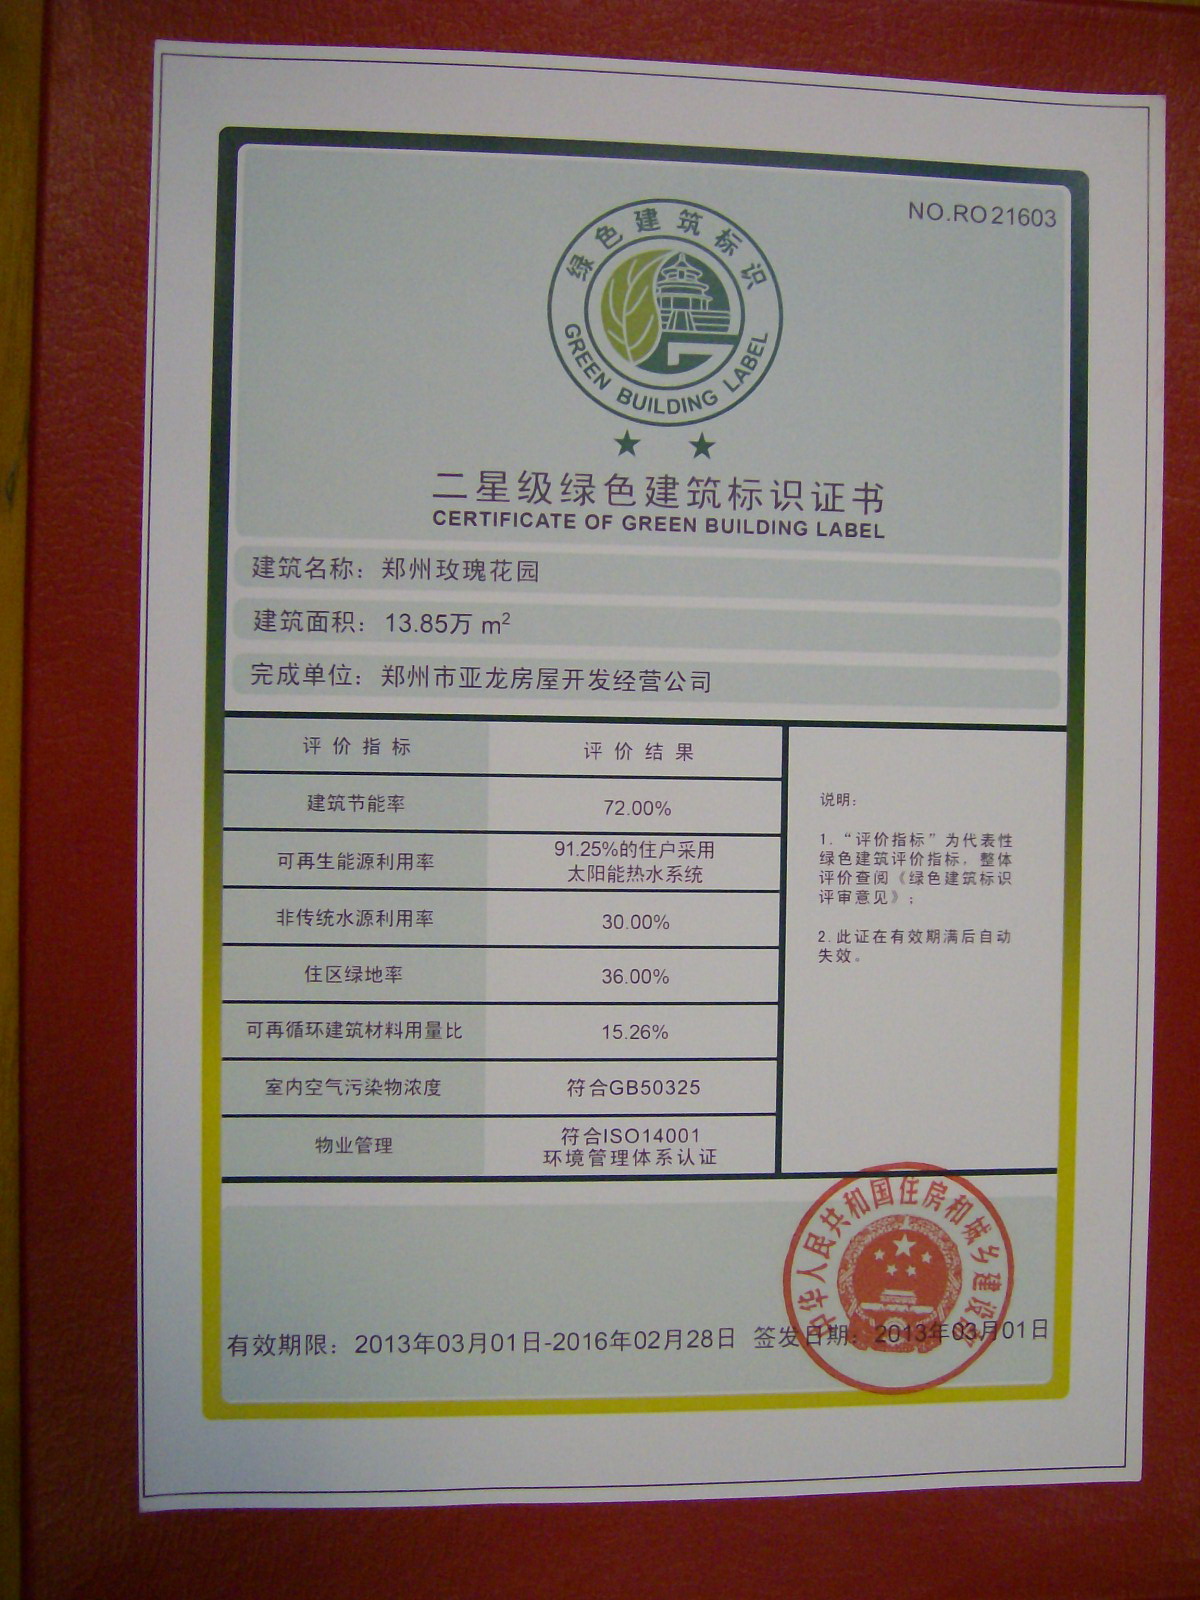 NO.RO21603
绿色建筑标识
GREEN BUILDING LABEL
二星级绿色建筑标识证书
CERTIFICATE OF GREEN BUILDING LABEL
建筑名称：郑州玫瑰花园
建筑面积：13.85万 m²
完成单位：郑州市亚龙房屋开发经营公司
评价指标 评价结果
建筑节能率 72.00%
可再生能源利用率 91.25%的住户采用
太阳能热水系统
非传统水源利用率 30.00%
住区绿地率 36.00%
可再循环建筑材料用量比 15.26%
室内空气污染物浓度 符合GB50325
物业管理 符合ISO14001
环境管理体系认证
说明：
1.“评价指标”为代表性
绿色建筑评价指标，整体
评价查阅《绿色建筑标识
评审意见》；
2.此证在有效期满后自动
失效。
中华人民共和国住房和城乡建设部
有效期限：2013年03月01日-2016年02月28日 签发日期：2013年03月01日